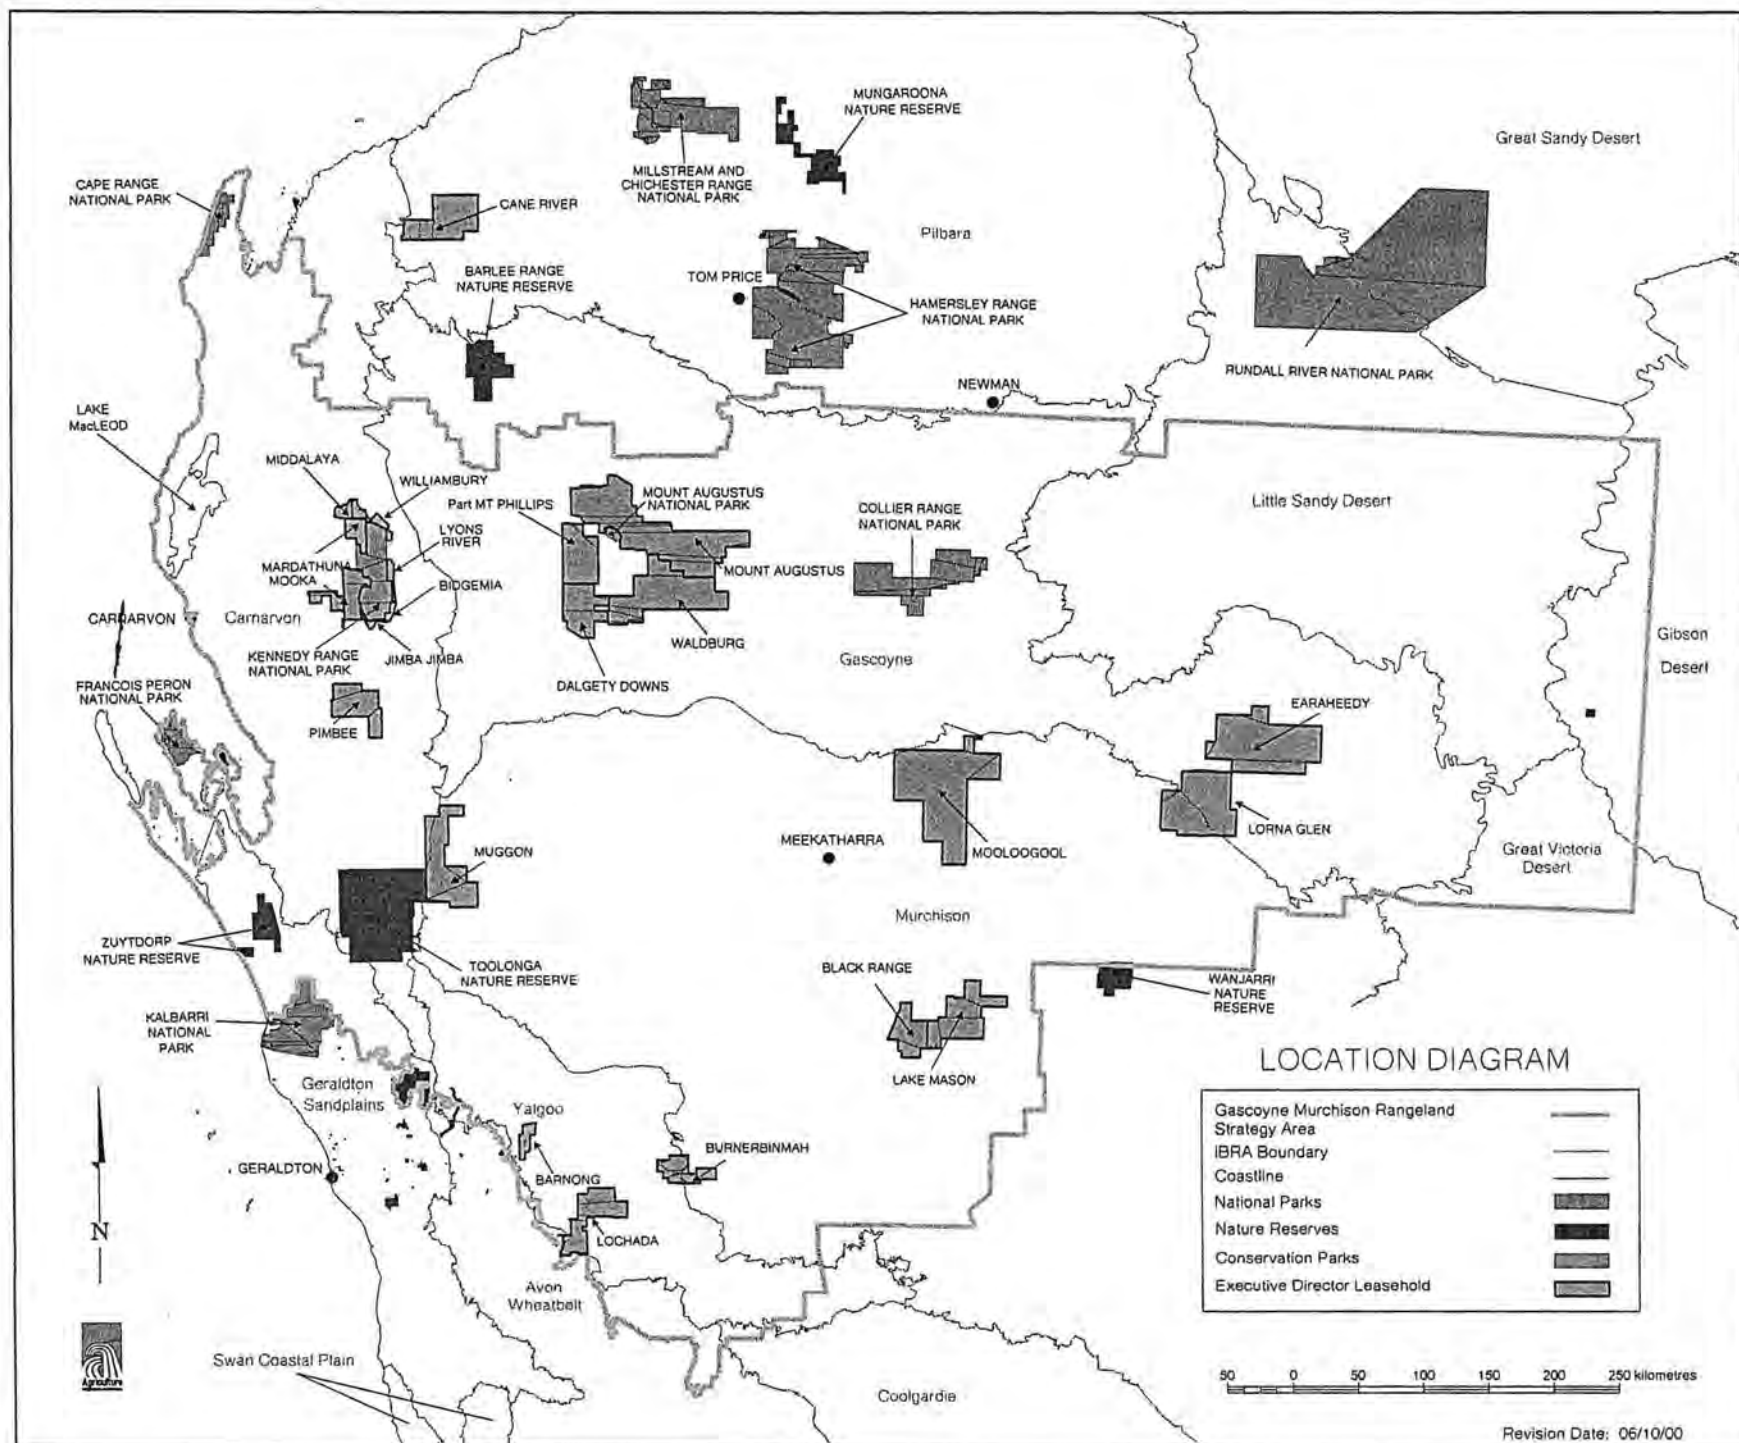 MUNGAROONA
NATURE RESERVE
Great Sandy Desert
MILLSTREAM AND
CHICHESTER RANGE
NATIONAL PARK
CAPE RANGE
NATIONAL PARK
CANE RIVER
Pilbara
BARLEE RANGE
NATURE RESERVE
TOM PRICE
HAMERSLEY RANGE
NATIONAL PARK
RUNDALL RIVER NATIONAL PARK
NEWMAN
LAKE
MacLEOD
MIDDALAYA
WILLIAMBURY
Part MT PHILLIPS
MOUNT AUGUSTUS
NATIONAL PARK
COLLIER RANGE
NATIONAL PARK
Little Sandy Desert
LYONS
RIVER
MARDATHUNA
MOOKA
BIDGEMIA
MOUNT AUGUSTUS
CARNARVON
Carnarvon
KENNEDY RANGE
NATIONAL PARK
JIMBA JIMBA
WALDBURG
Gascoyne
Gibson
Desert
FRANCOIS PERON
NATIONAL PARK
DALGETY DOWNS
PIMBEE
EARAHEEDY
MEEKATHARRA
MOOLOOGOOL
LORNA GLEN
MUGGON
Great Victoria
Desert
Murchison
ZUYTDORP
NATURE RESERVE
TOOLONGA
NATURE RESERVE
BLACK RANGE
WANJARRI
NATURE
RESERVE
KALBARRI
NATIONAL
PARK
LAKE MASON
LOCATION DIAGRAM
Geraldton
Sandplains
Yalgoo
Gascoyne Murchison Rangeland
Strategy Area
IBRA Boundary
Coastline
National Parks
Nature Reserves
Conservation Parks
Executive Director Leasehold
BURNERBINMAH
GERALDTON
BARNONG
N
LOCHADA
Avon
Wheatbelt
Agriculture
Swan Coastal Plain
Coolgardie
50 0 50 100 150 200 250 kilometres
Revision Date: 06/10/00